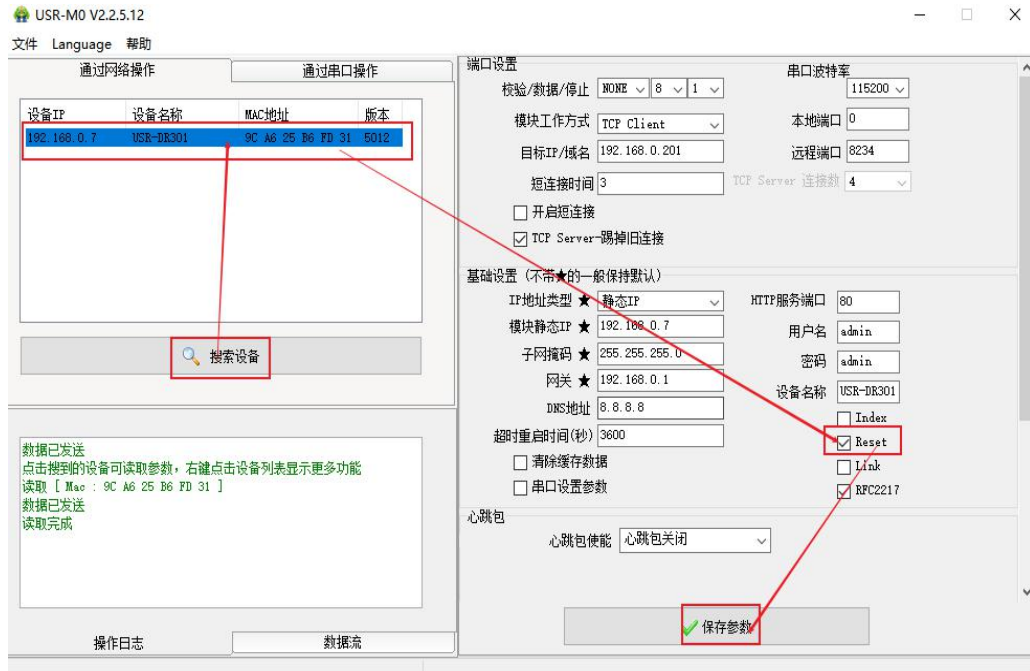 USR-M0 V2.2.5.12
文件 Language 帮助
通过网络操作 通过串口操作
设备IP 设备名称 MAC地址 版本
192.168.0.7 USR-DR301 9C A6 25 B6 FD 31 5012
搜索设备
数据已发送
点击搜到的设备可读取参数，右键点击设备列表显示更多功能
读取 [ Mac : 9C A6 25 B6 FD 31 ]
数据已发送
读取完成
操作日志 数据流
端口设置
串口波特率
校验/数据/停止 NONE 8 1 115200
模块工作方式 TCP Client 本地端口 0
目标IP/域名 192.168.0.201 远程端口 8234
短连接时间 3 TCP Server 连接数 4
开启短连接
TCP Server-踢掉旧连接
基础设置 (不带★的一般保持默认)
IP地址类型 ★ 静态IP HTTP服务端口 80
模块静态IP ★ 192.168.0.7 用户名 admin
子网掩码 ★ 255.255.255.0 密码 admin
网关 ★ 192.168.0.1 设备名称 USR-DR301
DNS地址 8.8.8.8 Index
超时重启时间(秒) 3600 Reset
清除缓存数据 Link
串口设置参数 RFC2217
心跳包
心跳包使能 心跳包关闭
保存参数